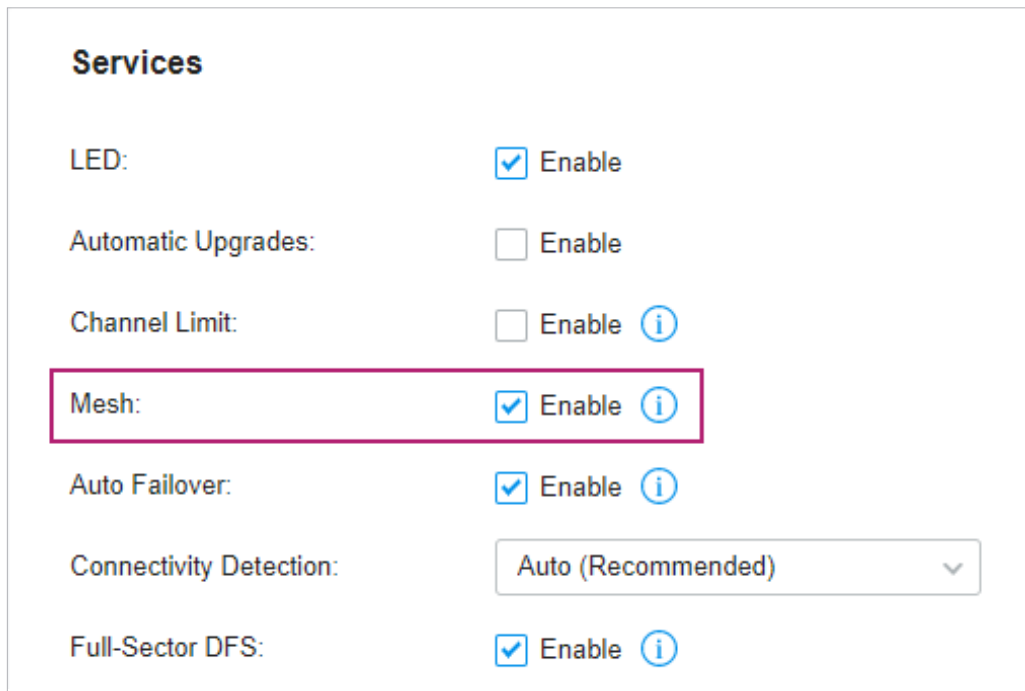 Services
LED: Enable
Automatic Upgrades: Enable
Channel Limit: Enable i
Mesh: Enable i
Auto Failover: Enable i
Connectivity Detection: Auto (Recommended)
Full-Sector DFS: Enable i